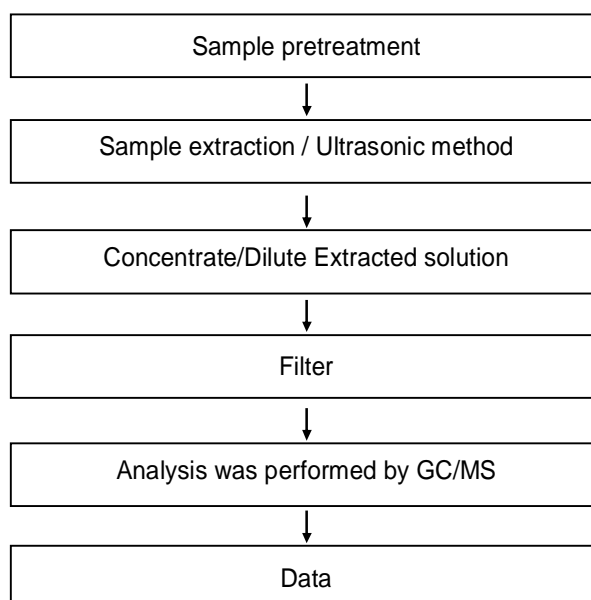 Sample pretreatment
Sample extraction / Ultrasonic method
Concentrate/Dilute Extracted solution
Filter
Analysis was performed by GC/MS
Data